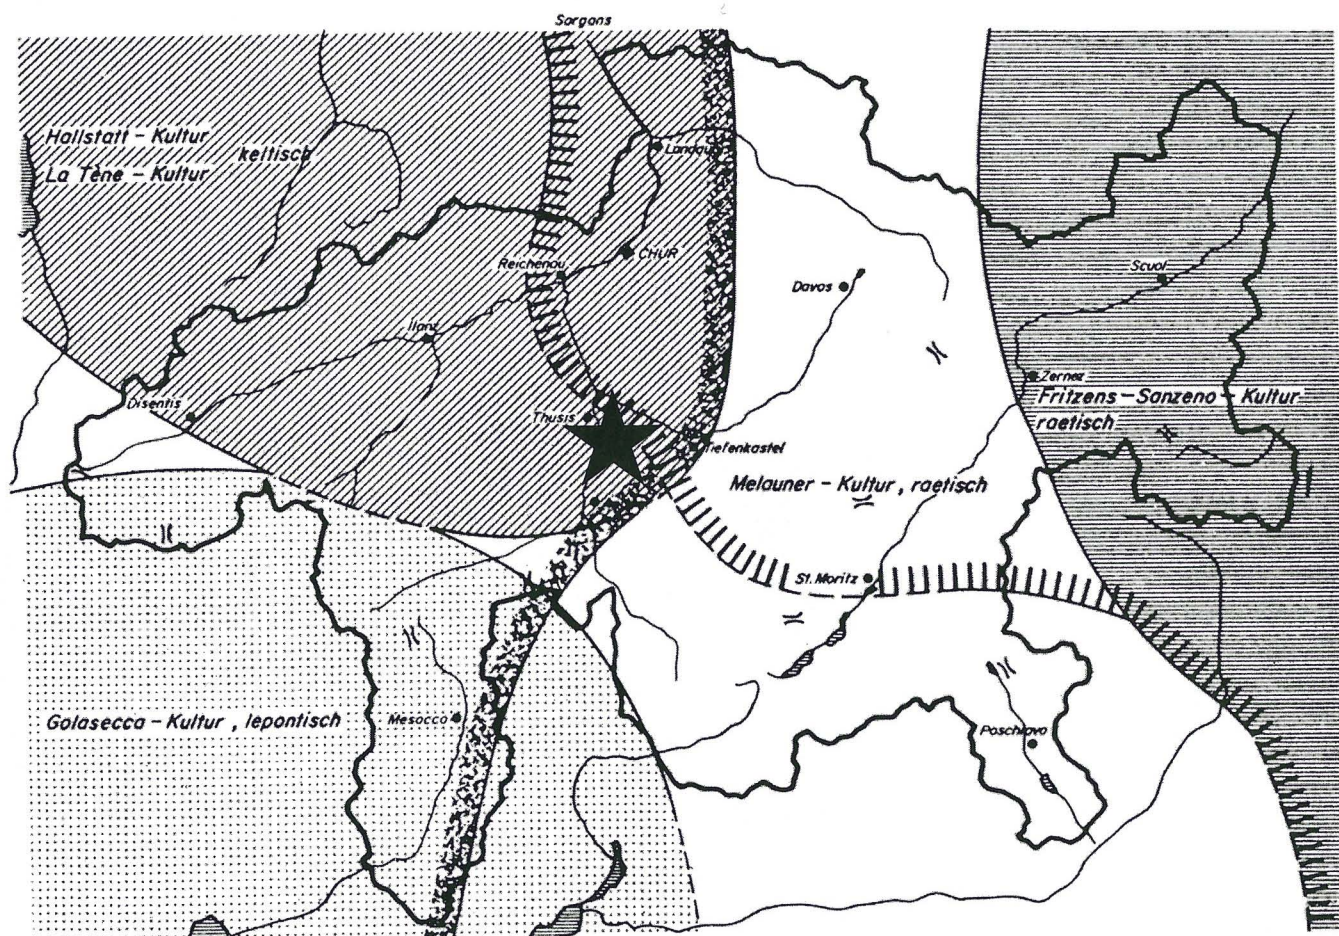 Sargans
Hallstatt – Kultur
keltisch
La Tène – Kultur
Landqu
Reichenau
CHUR
Scuol
Davos
Ilanz
Zernez
Fritzens – Sanzeno – Kultur
raetisch
Disentis
Thusis
Tiefenkastel
Melauner – Kultur, raetisch
St. Moritz
Golasecca – Kultur, lepontisch
Mesocco
Poschiavo